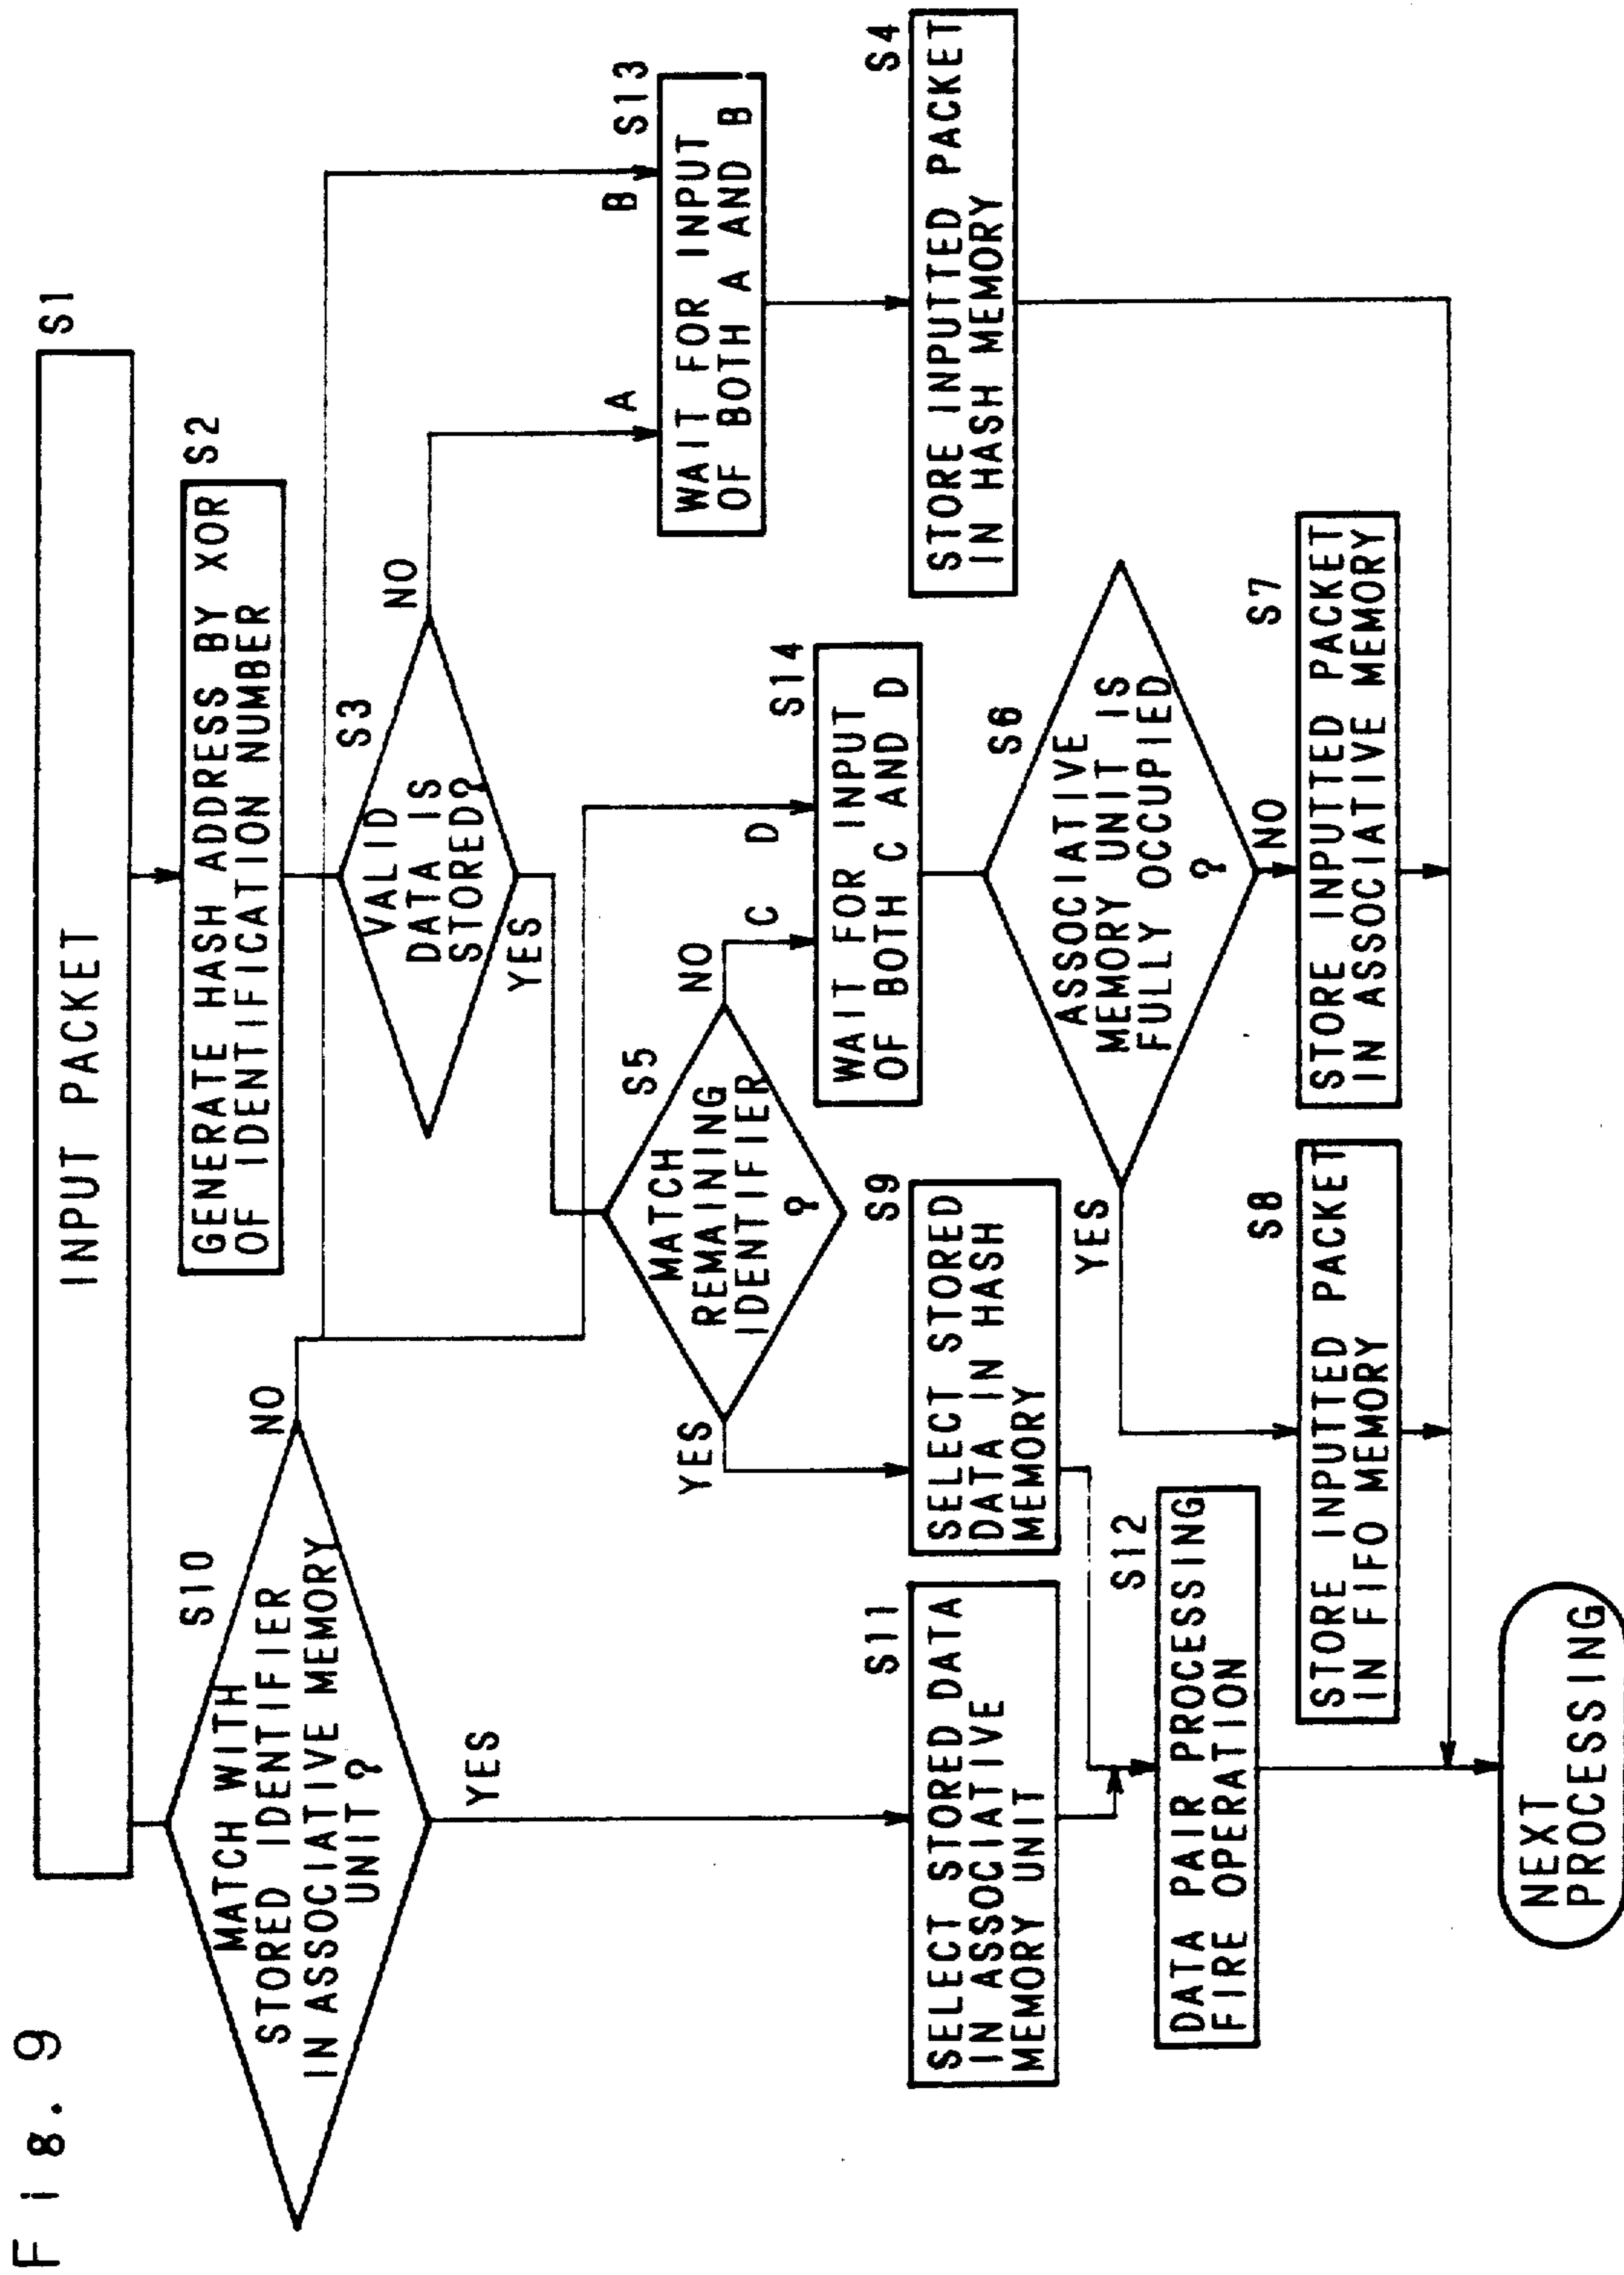 Fig. 9
INPUT PACKET
S1
MATCH WITH
STORED IDENTIFIER
IN ASSOCIATIVE MEMORY
UNIT ?
S10
NO
YES
GENERATE HASH ADDRESS BY XOR
OF IDENTIFICATION NUMBER
S2
VALID
DATA IS
STORED?
S3
NO
YES
MATCH
REMAINING
IDENTIFIER
?
S5
YES
NO
A
B
WAIT FOR INPUT
OF BOTH A AND B
S13
C
D
WAIT FOR INPUT
OF BOTH C AND D
S14
SELECT STORED DATA
IN ASSOCIATIVE
MEMORY UNIT
S11
SELECT STORED
DATA IN HASH
MEMORY
S9
ASSOCIATIVE
MEMORY UNIT IS
FULLY OCCUPIED
?
S6
YES
NO
STORE INPUTTED PACKET
IN HASH MEMORY
S4
DATA PAIR PROCESSING
FIRE OPERATION
S12
STORE INPUTTED PACKET
IN FIFO MEMORY
S8
STORE INPUTTED PACKET
IN ASSOCIATIVE MEMORY
S7
NEXT
PROCESSING